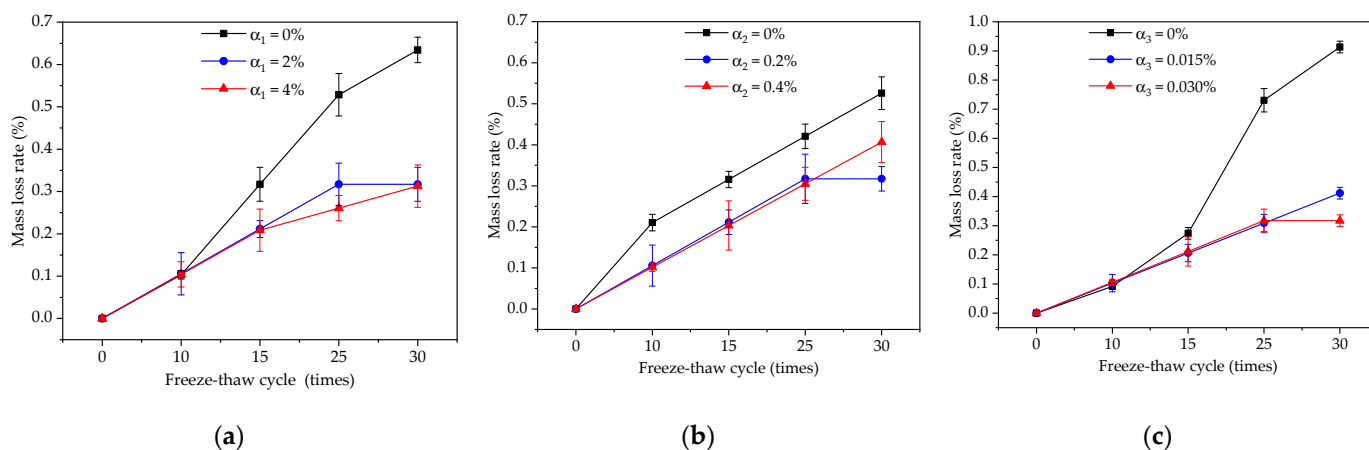 0.7
0.6
0.5
0.4
0.3
0.2
0.1
0.0
Mass loss rate (%)
α₁ = 0%
α₁ = 2%
α₁ = 4%
0 10 15 25 30
Freeze-thaw cycle (times)
(a)
0.7
0.6
0.5
0.4
0.3
0.2
0.1
0.0
Mass loss rate (%)
α₂ = 0%
α₂ = 0.2%
α₂ = 0.4%
0 10 15 25 30
Freeze-thaw cycle (times)
(b)
1.0
0.9
0.8
0.7
0.6
0.5
0.4
0.3
0.2
0.1
0.0
Mass loss rate (%)
α₃ = 0%
α₃ = 0.015%
α₃ = 0.030%
0 10 15 25 30
Freeze-thaw cycle (times)
(c)